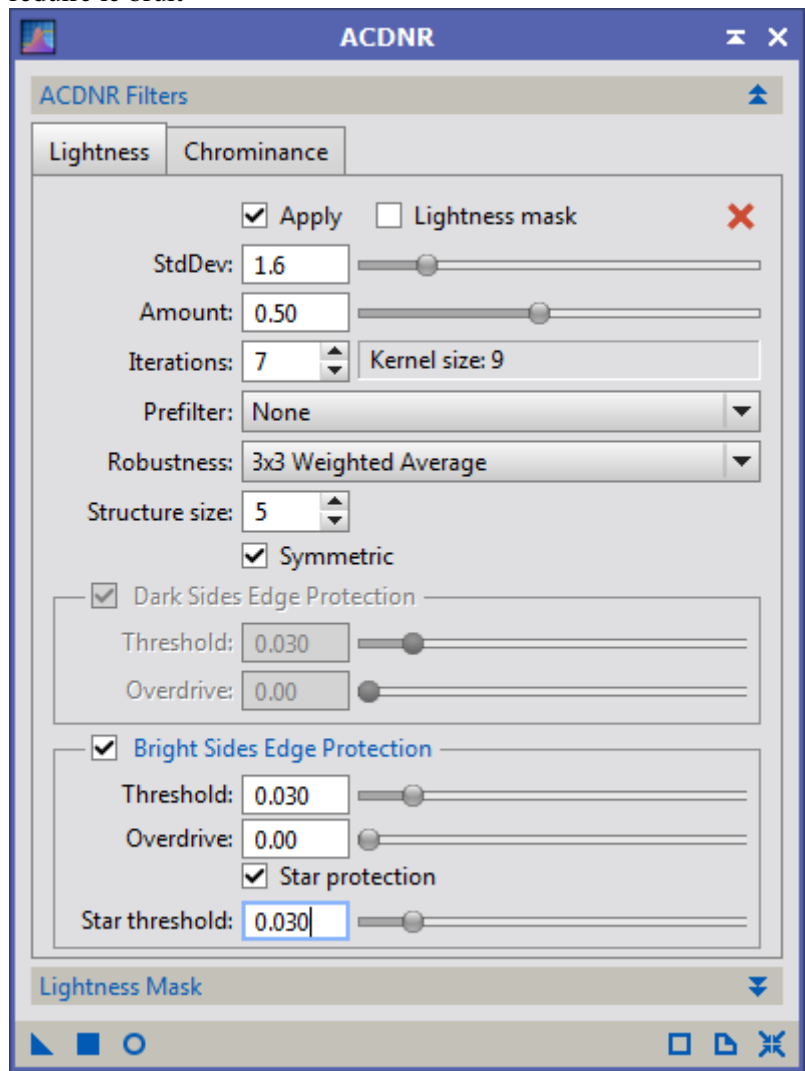 réduire le bruit
ACDNR
ACDNR Filters
Lightness Chrominance
Apply Lightness mask
StdDev: 1.6
Amount: 0.50
Iterations: 7 Kernel size: 9
Prefilter: None
Robustness: 3x3 Weighted Average
Structure size: 5
Symmetric
Dark Sides Edge Protection
Threshold: 0.030
Overdrive: 0.00
Bright Sides Edge Protection
Threshold: 0.030
Overdrive: 0.00
Star protection
Star threshold: 0.030
Lightness Mask